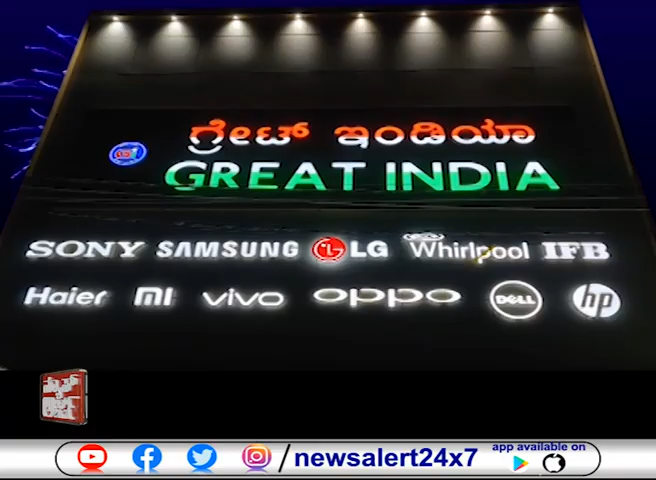 ಗ್ರೇಟ್ ಇಂಡಿಯಾ
GREAT INDIA
SONY SAMSUNG LG Whirlpool IFB
Haier mi vivo oppo DELL hp
/newsalert24x7
app available on